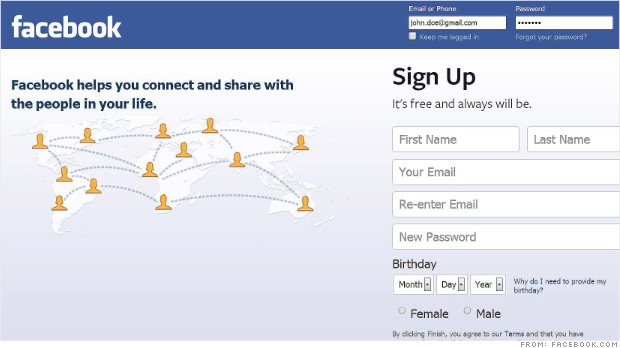 facebook
Email or Phone
Password
john.doe@gmail.com
•••••••
Keep me logged in
Forgot your password?
Facebook helps you connect and share with
the people in your life.
Sign Up
It's free and always will be.
First Name
Last Name
Your Email
Re-enter Email
New Password
Birthday
Month
Day
Year
Why do I need to provide my
birthday?
Female
Male
By clicking Finish, you agree to our Terms and that you have
FROM: FACEBOOK.COM